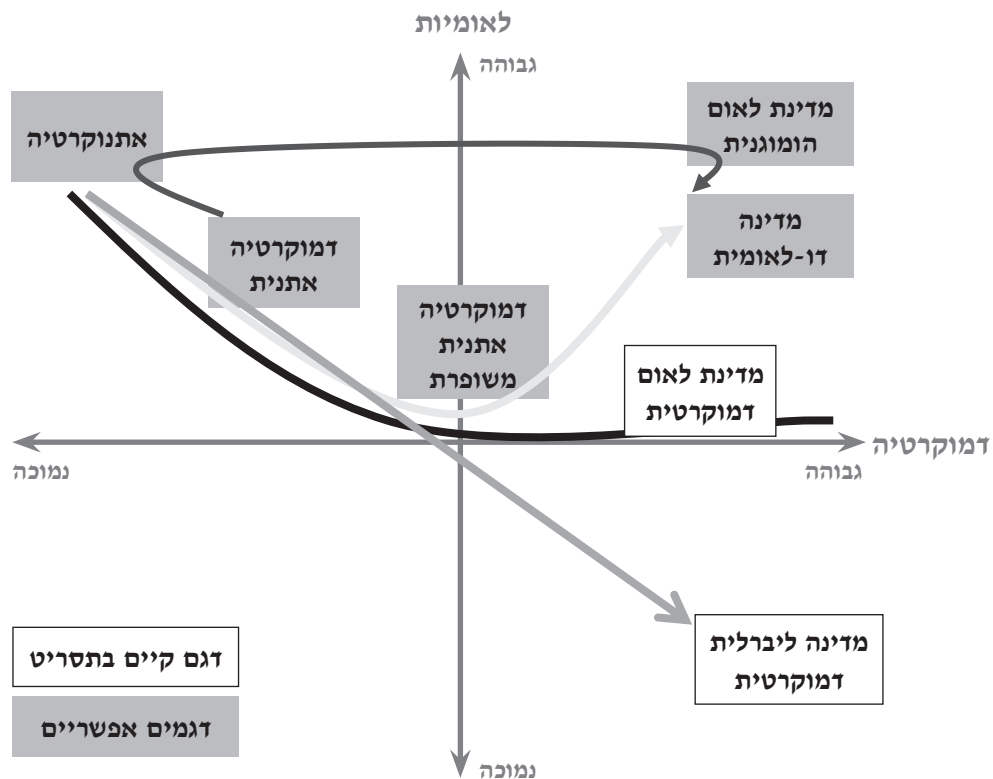 לאומיות
גבוהה
מדינת לאום
הומוגנית
אתנוקרטיה
מדינה
דו-לאומית
דמוקרטיה
אתנית
דמוקרטיה
אתנית
משופרת
מדינת לאום
דמוקרטית
דמוקרטיה
גבוהה
נמוכה
מדינה ליברלית
דמוקרטית
דגם קיים בתסריט
דגמים אפשריים
נמוכה